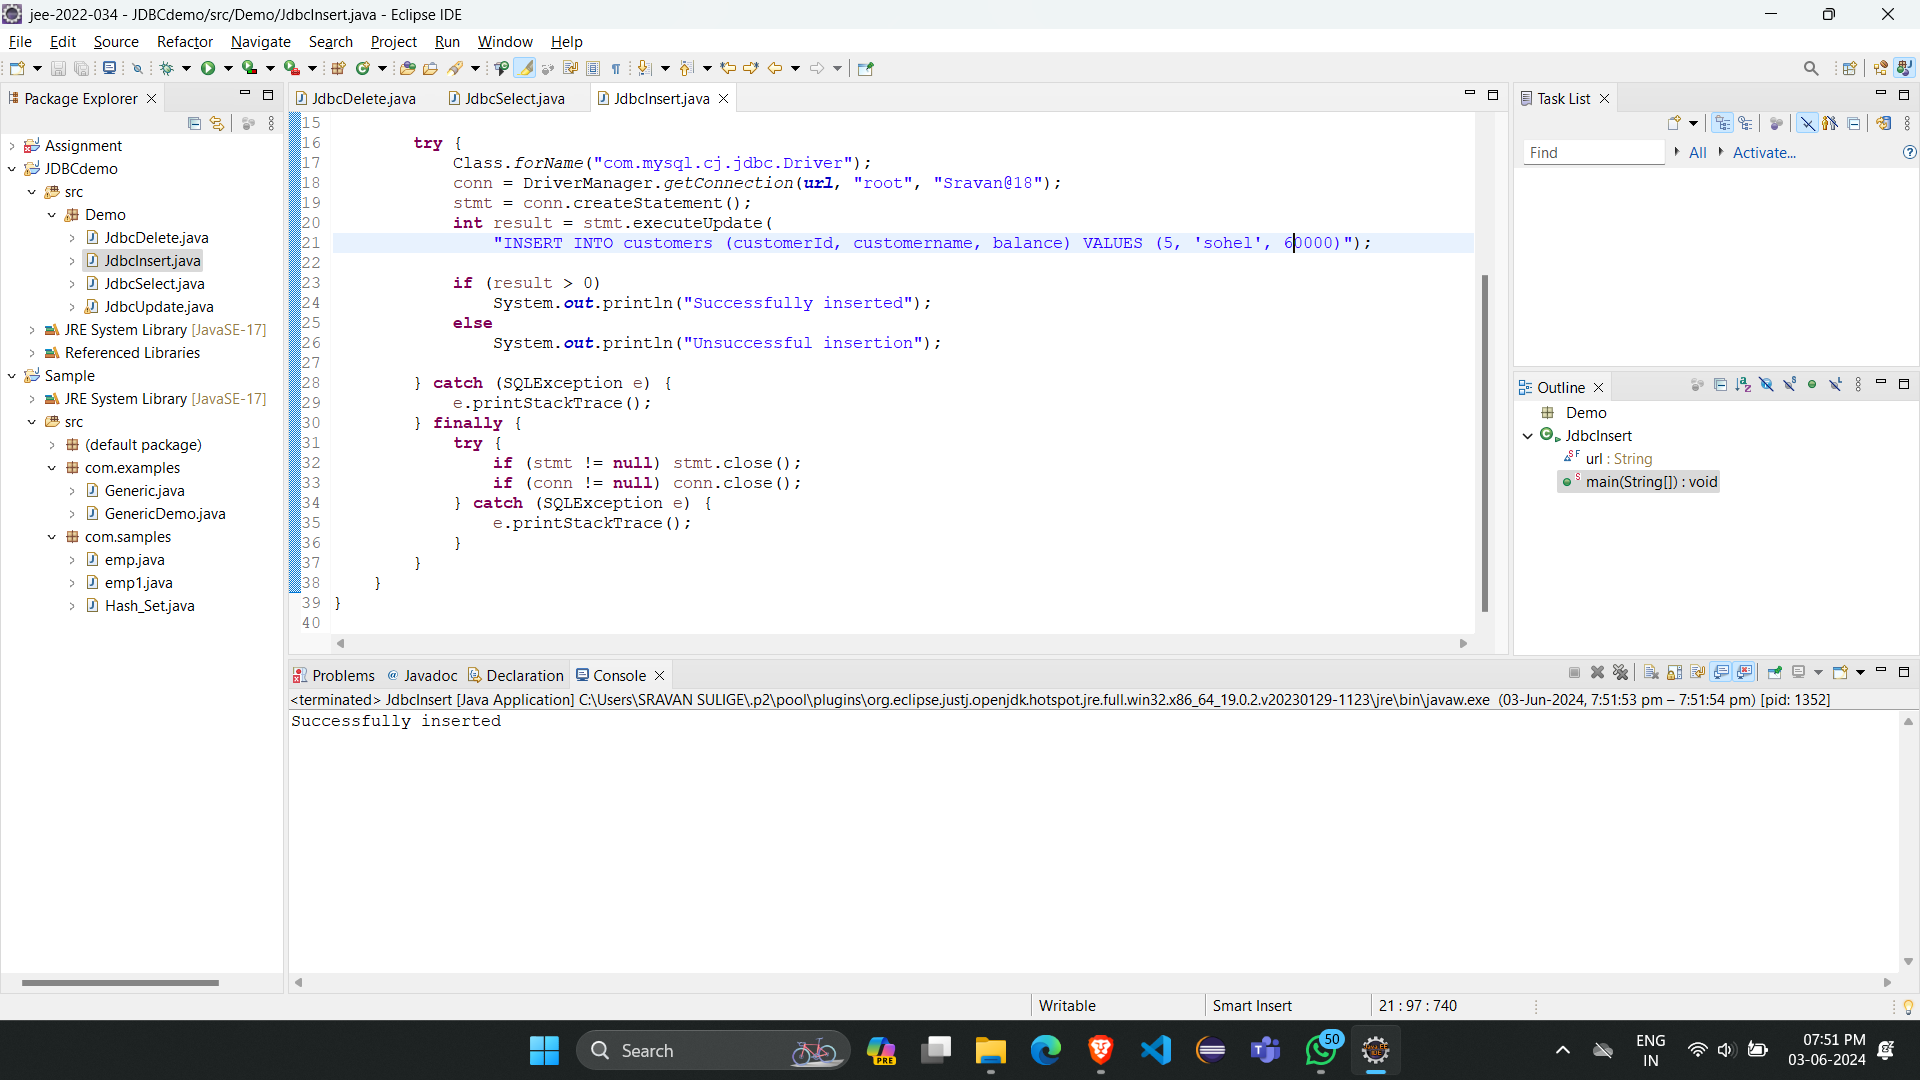 jee-2022-034 - JDBCdemo/src/Demo/JdbcInsert.java - Eclipse IDE
File Edit Source Refactor Navigate Search Project Run Window Help
Package Explorer
Assignment
JDBCdemo
src
Demo
JdbcDelete.java
JdbcInsert.java
JdbcSelect.java
JdbcUpdate.java
JRE System Library [JavaSE-17]
Referenced Libraries
Sample
JRE System Library [JavaSE-17]
src
(default package)
com.examples
Generic.java
GenericDemo.java
com.samples
emp.java
emp1.java
Hash_Set.java
JdbcDelete.java JdbcSelect.java JdbcInsert.java
15
16 try {
17 Class.forName("com.mysql.cj.jdbc.Driver");
18 conn = DriverManager.getConnection(url, "root", "Sravan@18");
19 stmt = conn.createStatement();
20 int result = stmt.executeUpdate(
21 "INSERT INTO customers (customerId, customername, balance) VALUES (5, 'sohel', 60000)");
22
23 if (result > 0)
24 System.out.println("Successfully inserted");
25 else
26 System.out.println("Unsuccessful insertion");
27
28 } catch (SQLException e) {
29 e.printStackTrace();
30 } finally {
31 try {
32 if (stmt != null) stmt.close();
33 if (conn != null) conn.close();
34 } catch (SQLException e) {
35 e.printStackTrace();
36 }
37 }
38 }
39 }
40
Task List
Find All Activate...
Outline
Demo
JdbcInsert
url : String
main(String[]) : void
Problems Javadoc Declaration Console
<terminated> JdbcInsert [Java Application] C:\Users\SRAVAN SULIGE\.p2\pool\plugins\org.eclipse.justj.openjdk.hotspot.jre.full.win32.x86_64_19.0.2.v20230129-1123\jre\bin\javaw.exe (03-Jun-2024, 7:51:53 pm – 7:51:54 pm) [pid: 1352]
Successfully inserted
Writable Smart Insert 21 : 97 : 740
Search
PRE
50
ENG
IN
07:51 PM
03-06-2024